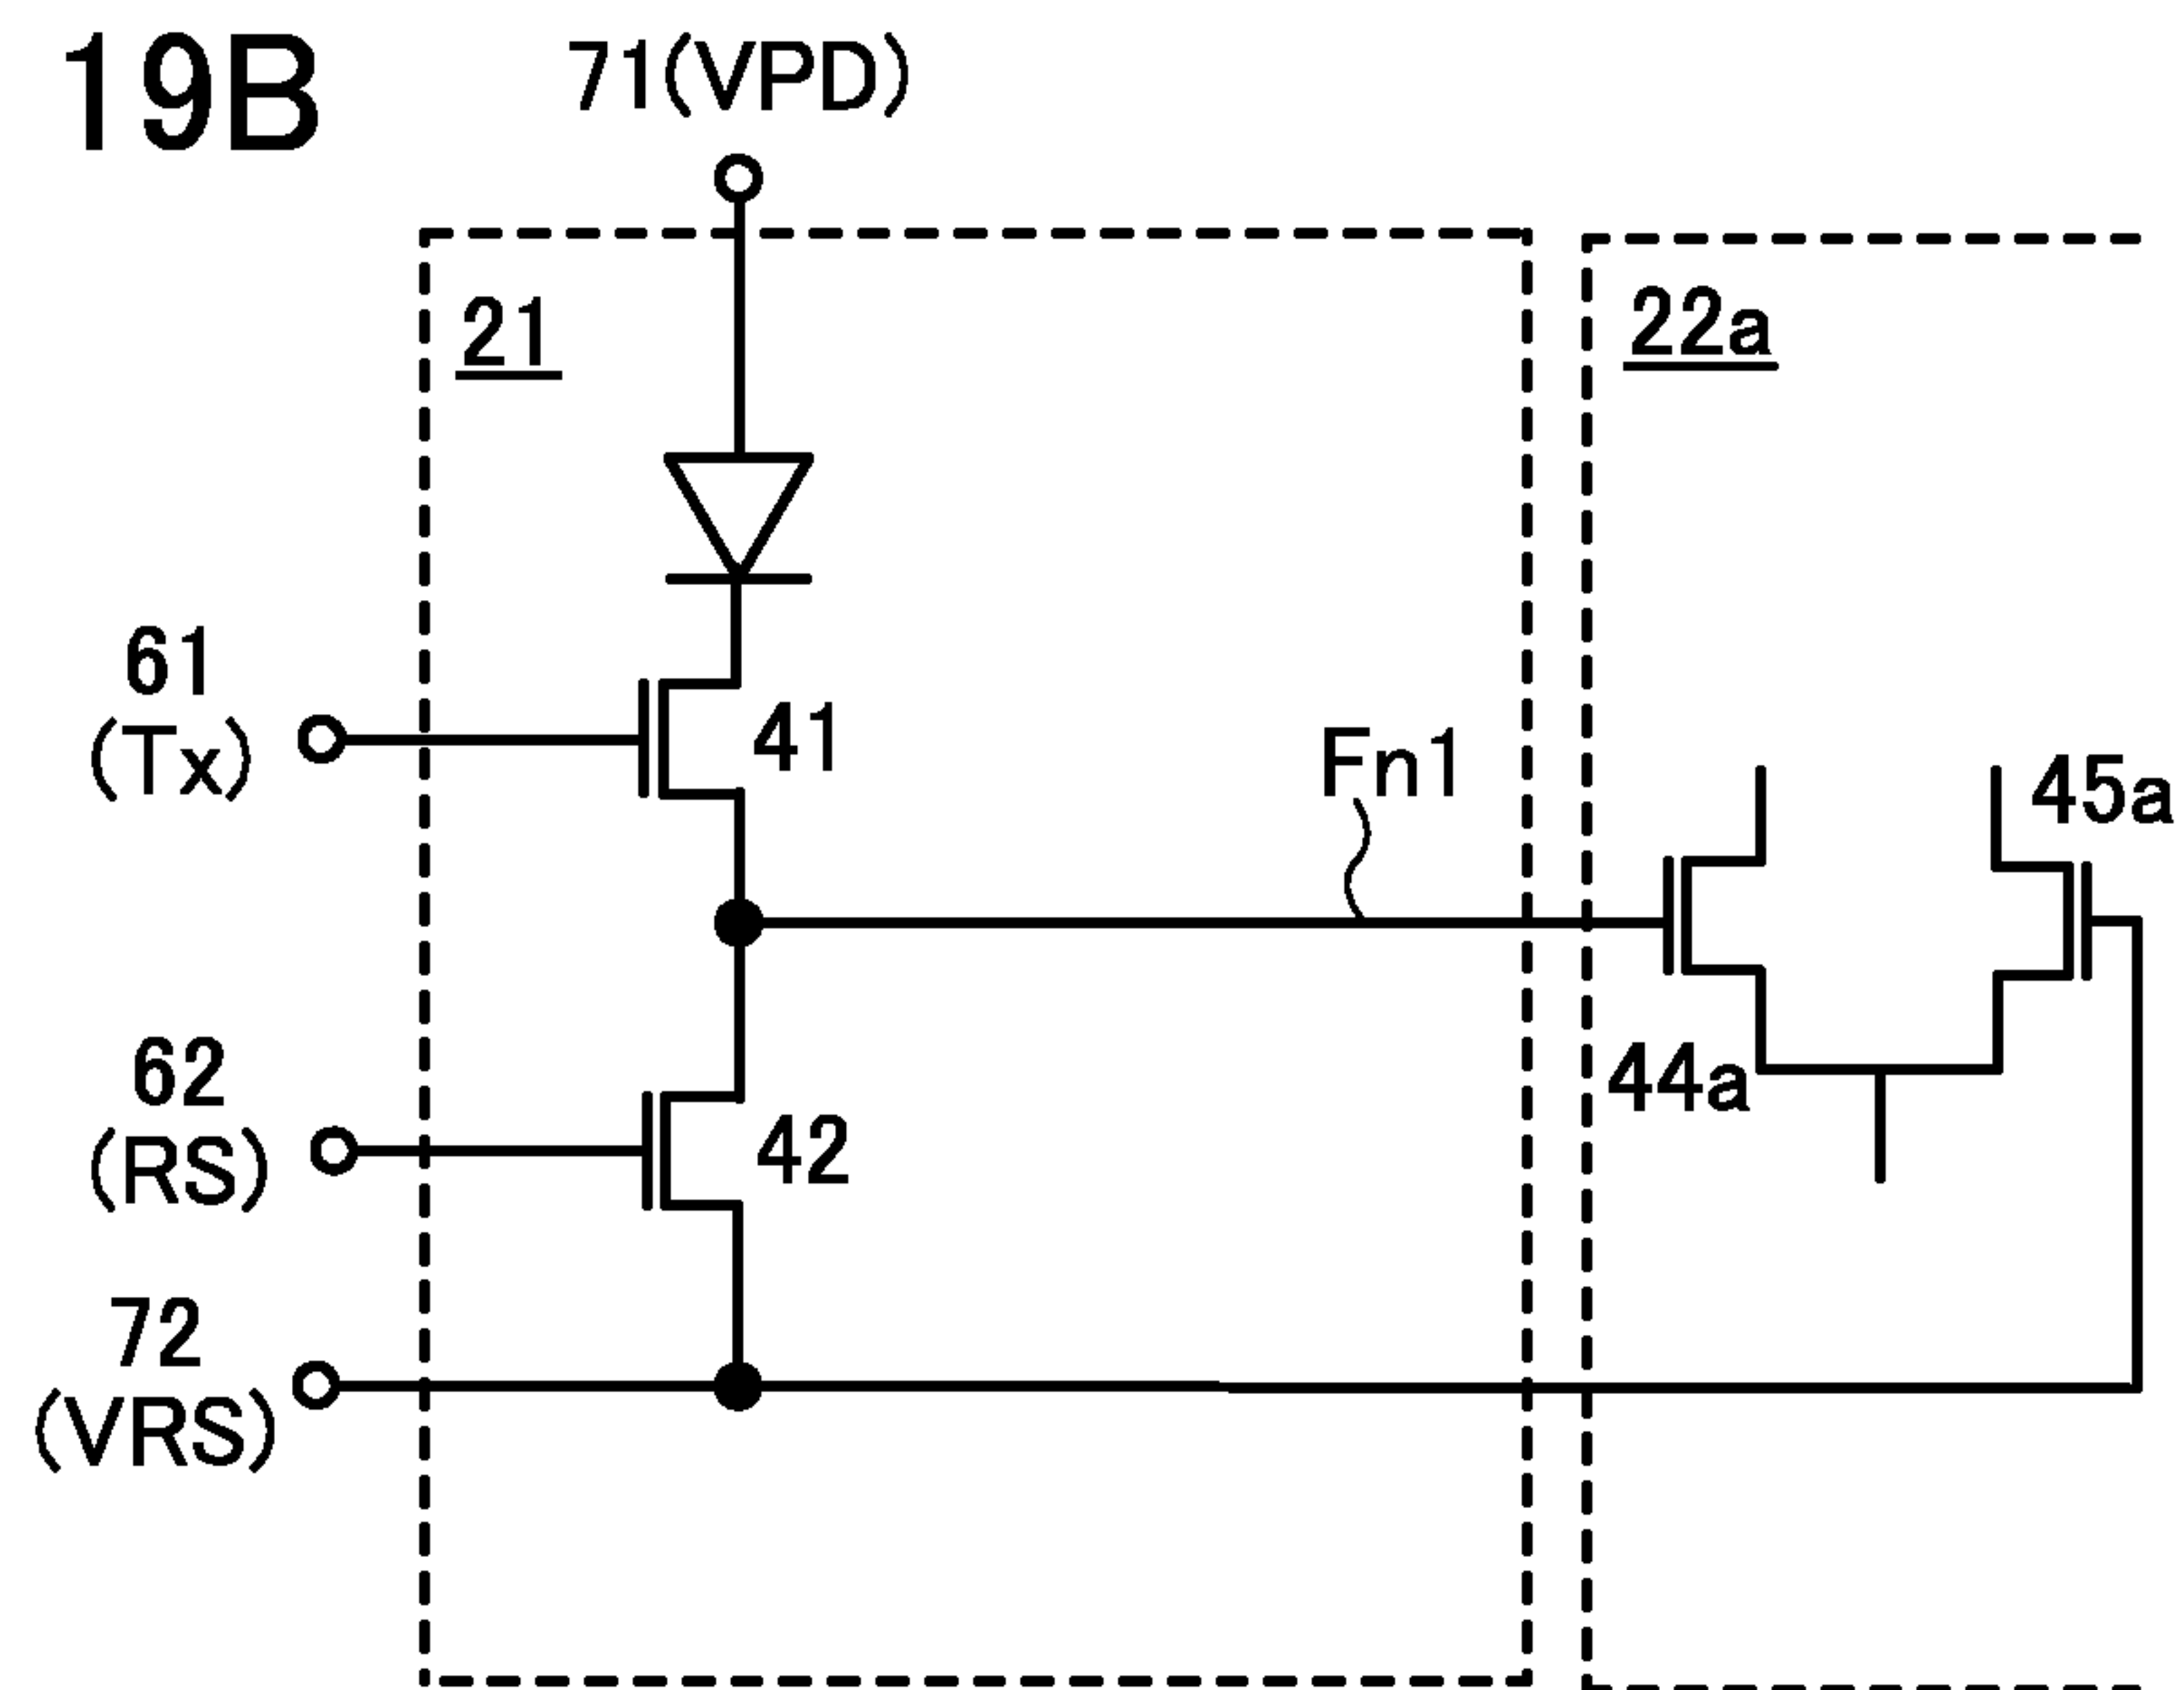 19B
71(VPD)
21
22a
61
(Tx)
41
Fn1
45a
62
(RS)
42
44a
72
(VRS)